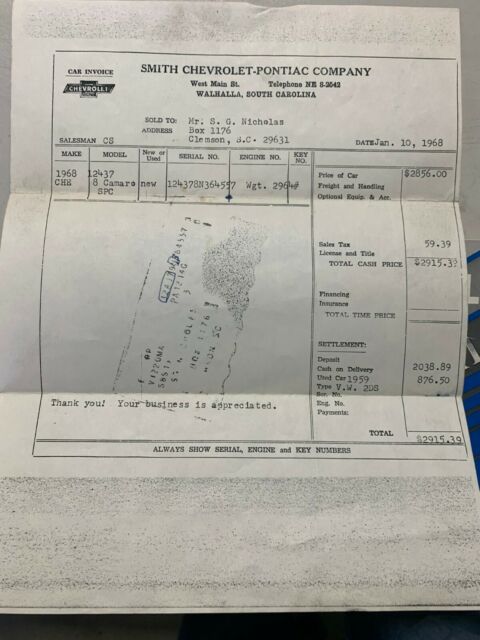 CAR INVOICE
CHEVROLET
SMITH CHEVROLET-PONTIAC COMPANY
West Main St. Telephone NE 8-2642
WALHALLA, SOUTH CAROLINA
SOLD TO: Mr. S. G. Nicholas
ADDRESS Box 1176
Clemson, S.C. 29631
SALESMAN CS
DATE Jan. 10, 1968
MAKE MODEL New or Used SERIAL NO. ENGINE NO. KEY NO.
1968 12437
CHE 8 Camaro new 124378N364557 Wgt. 2964#
SPC
Price of Car $2856.00
Freight and Handling
Optional Equip. & Acc.
Sales Tax 59.39
License and Title
TOTAL CASH PRICE $2915.39
Financing
Insurance
TOTAL TIME PRICE
SETTLEMENT:
Deposit
Cash on Delivery 2038.89
Used Car 1959 876.50
Type V.W. 2DS
Ser. No.
Eng. No.
Payments:
TOTAL $2915.39
Thank you! Your business is appreciated.
ALWAYS SHOW SERIAL, ENGINE and KEY NUMBERS